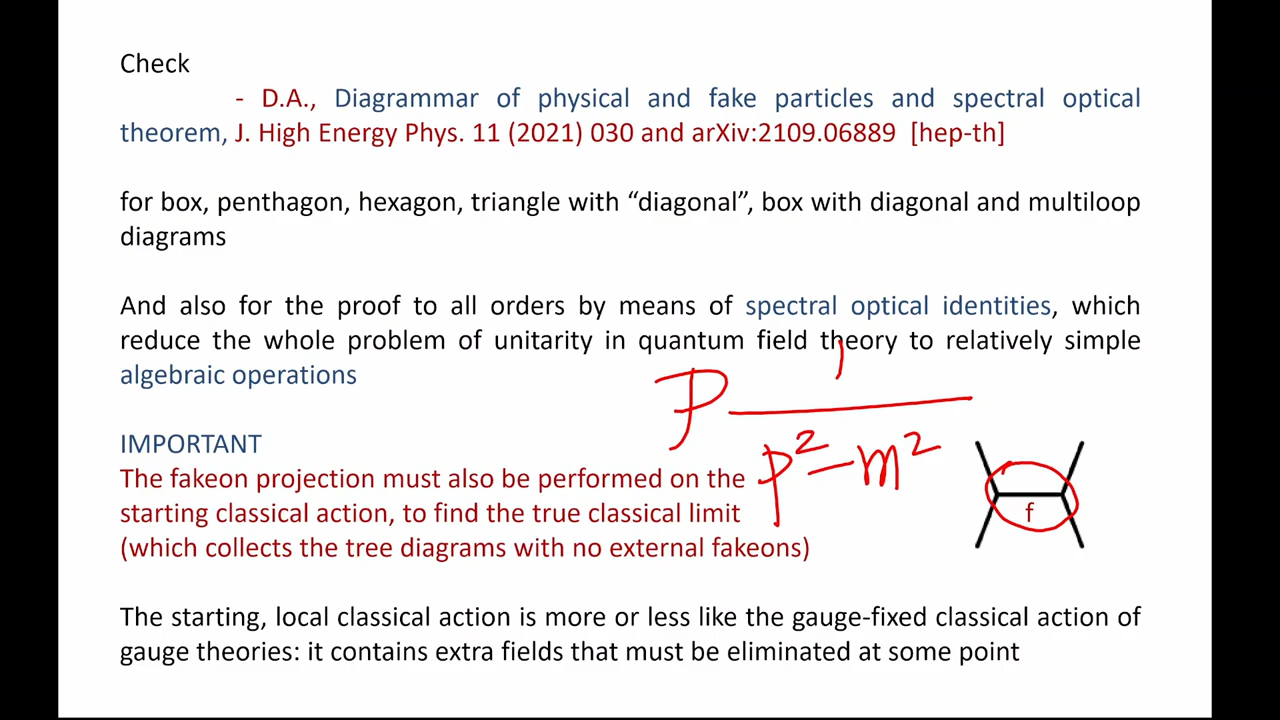 Check
- D.A., Diagrammar of physical and fake particles and spectral optical
theorem, J. High Energy Phys. 11 (2021) 030 and arXiv:2109.06889 [hep-th]
for box, penthagon, hexagon, triangle with “diagonal”, box with diagonal and multiloop
diagrams
And also for the proof to all orders by means of spectral optical identities, which
reduce the whole problem of unitarity in quantum field theory to relatively simple
algebraic operations
P 1
p² − m²
IMPORTANT
The fakeon projection must also be performed on the
starting classical action, to find the true classical limit
(which collects the tree diagrams with no external fakeons)
f
The starting, local classical action is more or less like the gauge-fixed classical action of
gauge theories: it contains extra fields that must be eliminated at some point